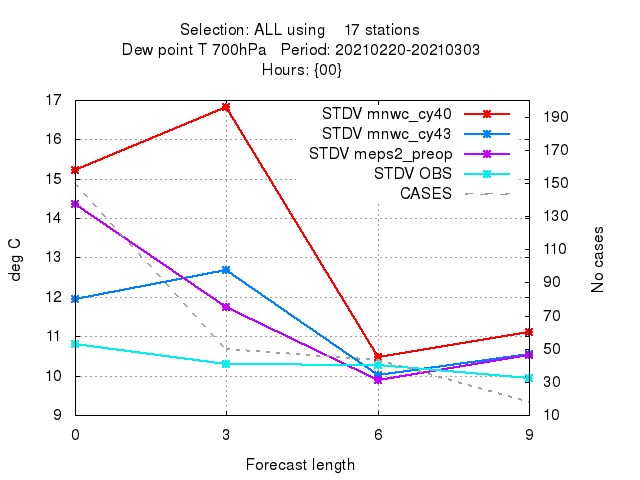 Selection: ALL using 17 stations
Dew point T 700hPa Period: 20210220-20210303
Hours: {00}
STDV mnwc_cy40
STDV mnwc_cy43
STDV meps2_preop
STDV OBS
CASES
17
16
15
14
13
12
11
10
9
deg C
190
170
150
130
110
90
70
50
30
10
No cases
0 3 6 9
Forecast length